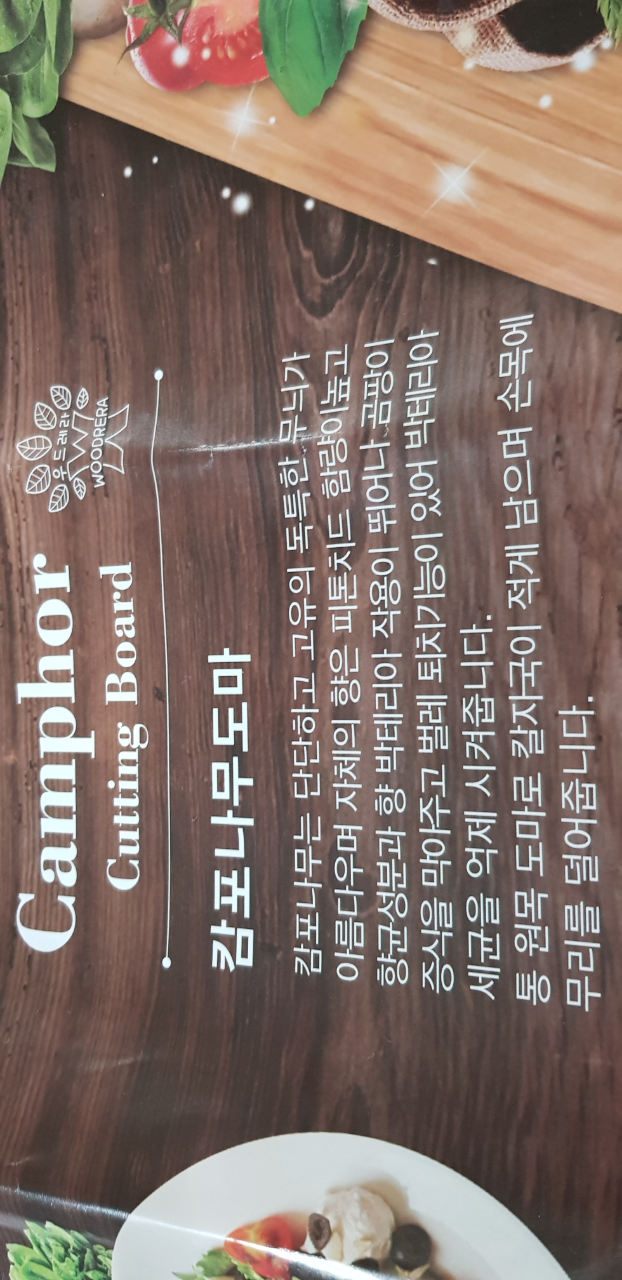 Camphor
Cutting Board
우드레라
WOODRERA
캄포나무도마
캄포나무는 단단하고 고유의 독특한 무늬가
아름다우며 자체의 향은 피톤치드 함량이높고
항균성분과 향 박테리아 작용이 뛰어나 곰팡이
증식을 막아주고 벌레 퇴치기능이 있어 박테리아
세균을 억제 시켜줍니다.
통 원목 도마로 칼자국이 적게 남으며 손목에
무리를 덜어줍니다.